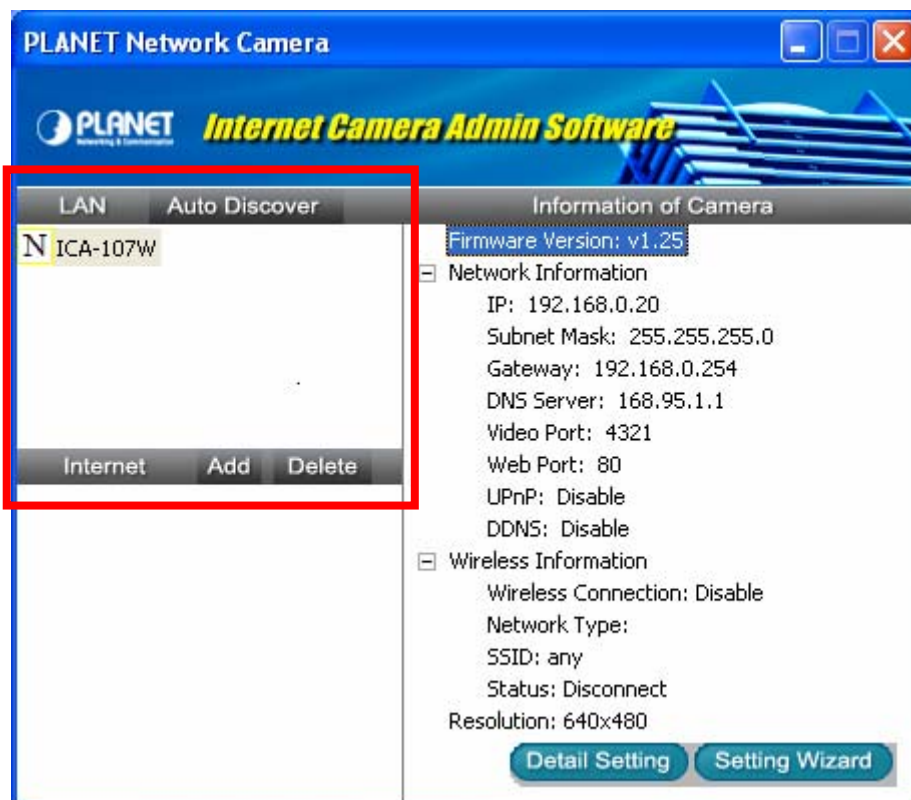 PLANET Network Camera
PLANET
Networking & Communication
Internet Camera Admin Software
LAN Auto Discover
N ICA-107W
Internet Add Delete
Information of Camera
Firmware Version: v1.25
Network Information
IP: 192.168.0.20
Subnet Mask: 255.255.255.0
Gateway: 192.168.0.254
DNS Server: 168.95.1.1
Video Port: 4321
Web Port: 80
UPnP: Disable
DDNS: Disable
Wireless Information
Wireless Connection: Disable
Network Type:
SSID: any
Status: Disconnect
Resolution: 640x480
Detail Setting Setting Wizard